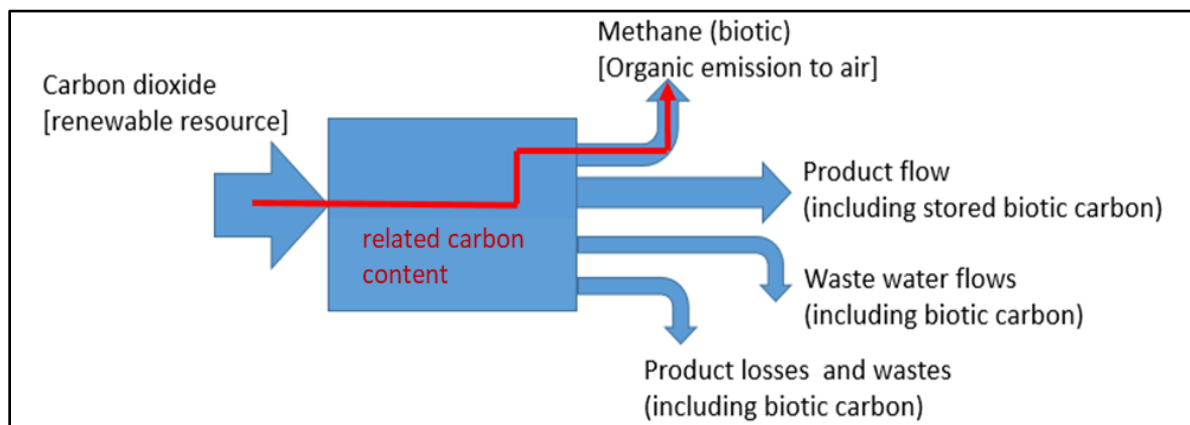 Carbon dioxide
[renewable resource]
related carbon
content
Methane (biotic)
[Organic emission to air]
Product flow
(including stored biotic carbon)
Waste water flows
(including biotic carbon)
Product losses  and wastes
(including biotic carbon)